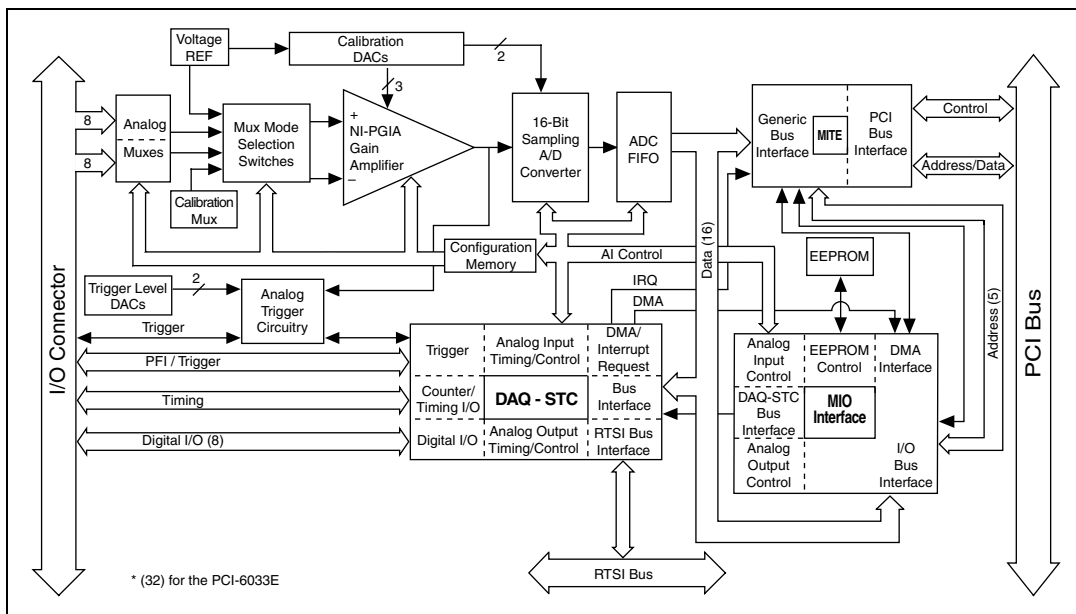 Voltage
REF
Calibration
DACs
2
3
8
8
Analog
Muxes
Mux Mode
Selection
Switches
Calibration
Mux
+
NI-PGIA
Gain
Amplifier
–
16-Bit
Sampling
A/D
Converter
ADC
FIFO
Generic
Bus
Interface
MITE
PCI
Bus
Interface
Control
Address/Data
Configuration
Memory
AI Control
Data (16)
EEPROM
Address (5)
IRQ
DMA
Trigger Level
DACs
2
Analog
Trigger
Circuitry
Trigger
PFI / Trigger
Timing
Digital I/O (8)
I/O Connector
Trigger
Analog Input
Timing/Control
DMA/
Interrupt
Request
Counter/
Timing I/O
DAQ - STC
Bus
Interface
Digital I/O
Analog Output
Timing/Control
RTSI Bus
Interface
Analog
Input
Control
EEPROM
Control
DMA
Interface
DAQ-STC
Bus
Interface
MIO
Interface
Analog
Output
Control
I/O
Bus
Interface
PCI Bus
RTSI Bus
* (32) for the PCI-6033E